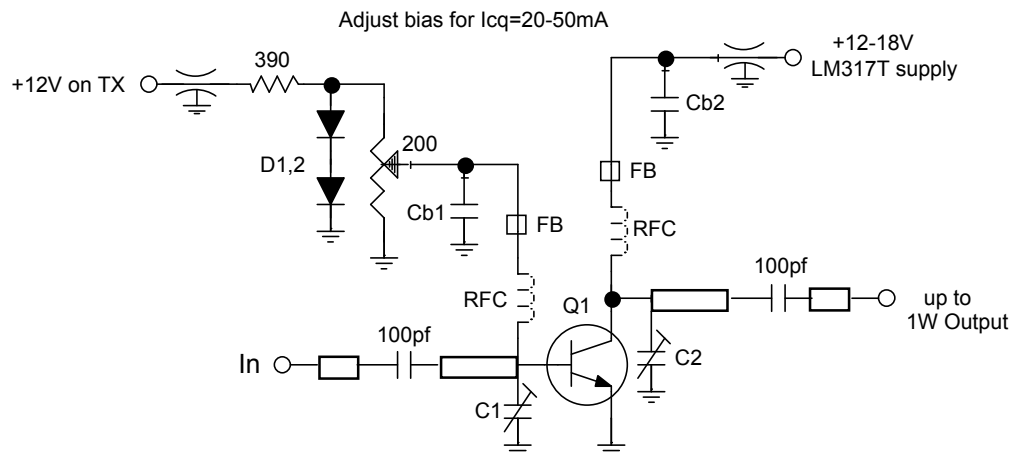 Adjust bias for Icq=20-50mA
+12V on TX
390
+12-18V
LM317T supply
Cb2
200
D1,2
FB
Cb1
FB
RFC
RFC
100pf
Q1
up to
1W Output
100pf
In
C2
C1